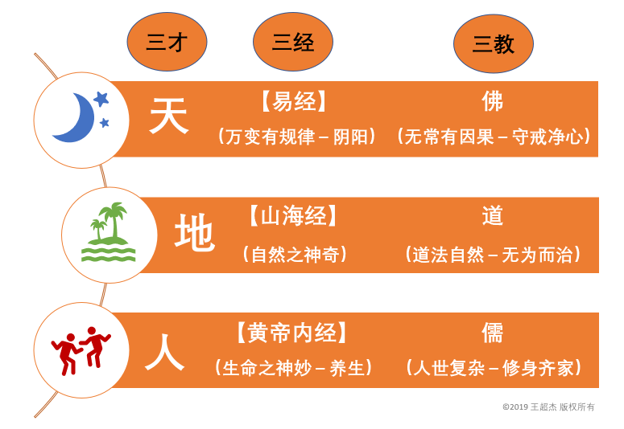 三才 三经 三教
天 【易经】 佛
(万变有规律–阴阳) (无常有因果–守戒净心)
地 【山海经】 道
(自然之神奇) (道法自然–无为而治)
人 【黄帝内经】 儒
(生命之神妙–养生) (人世复杂–修身齐家)
©2019 王超杰 版权所有